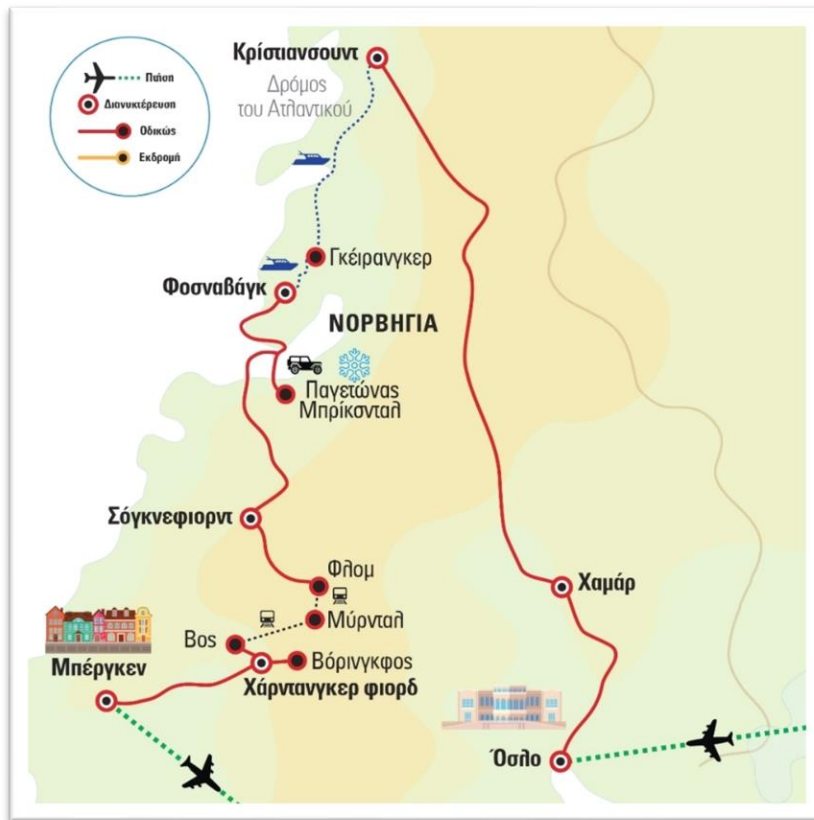 Κρίστιανσουντ
Δρόμος
του Ατλαντικού
Πτήση
Διανυκτέρευση
Οδικώς
Εκδρομή
Γκέιρανγκερ
Φοσναβάγκ
ΝΟΡΒΗΓΙΑ
Παγετώνας
Μπρίκσνταλ
Σόγκνεφιορντ
Φλομ
Χαμάρ
Μύρνταλ
Βος
Βόρινγκφος
Μπέργκεν
Χάρντανγκερ φιορδ
Όσλο